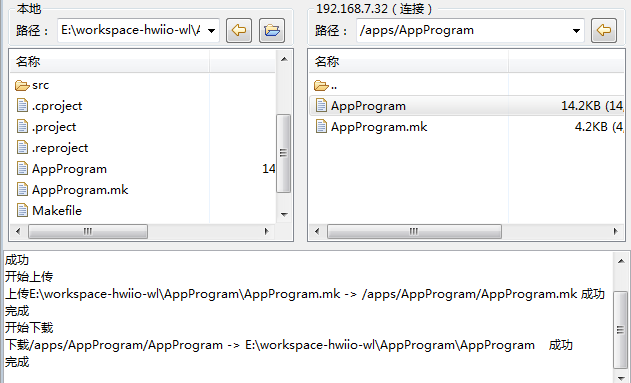 本地
路径： E:\workspace-hwiio-wl\A
名称
src
.cproject
.project
.reproject
AppProgram 14
AppProgram.mk
Makefile
192.168.7.32（连接）
路径： /apps/AppProgram
名称
..
AppProgram 14.2KB (14,
AppProgram.mk 4.2KB (4,
成功
开始上传
上传E:\workspace-hwiio-wl\AppProgram\AppProgram.mk -> /apps/AppProgram/AppProgram.mk 成功
完成
开始下载
下载/apps/AppProgram/AppProgram -> E:\workspace-hwiio-wl\AppProgram\AppProgram 成功
完成